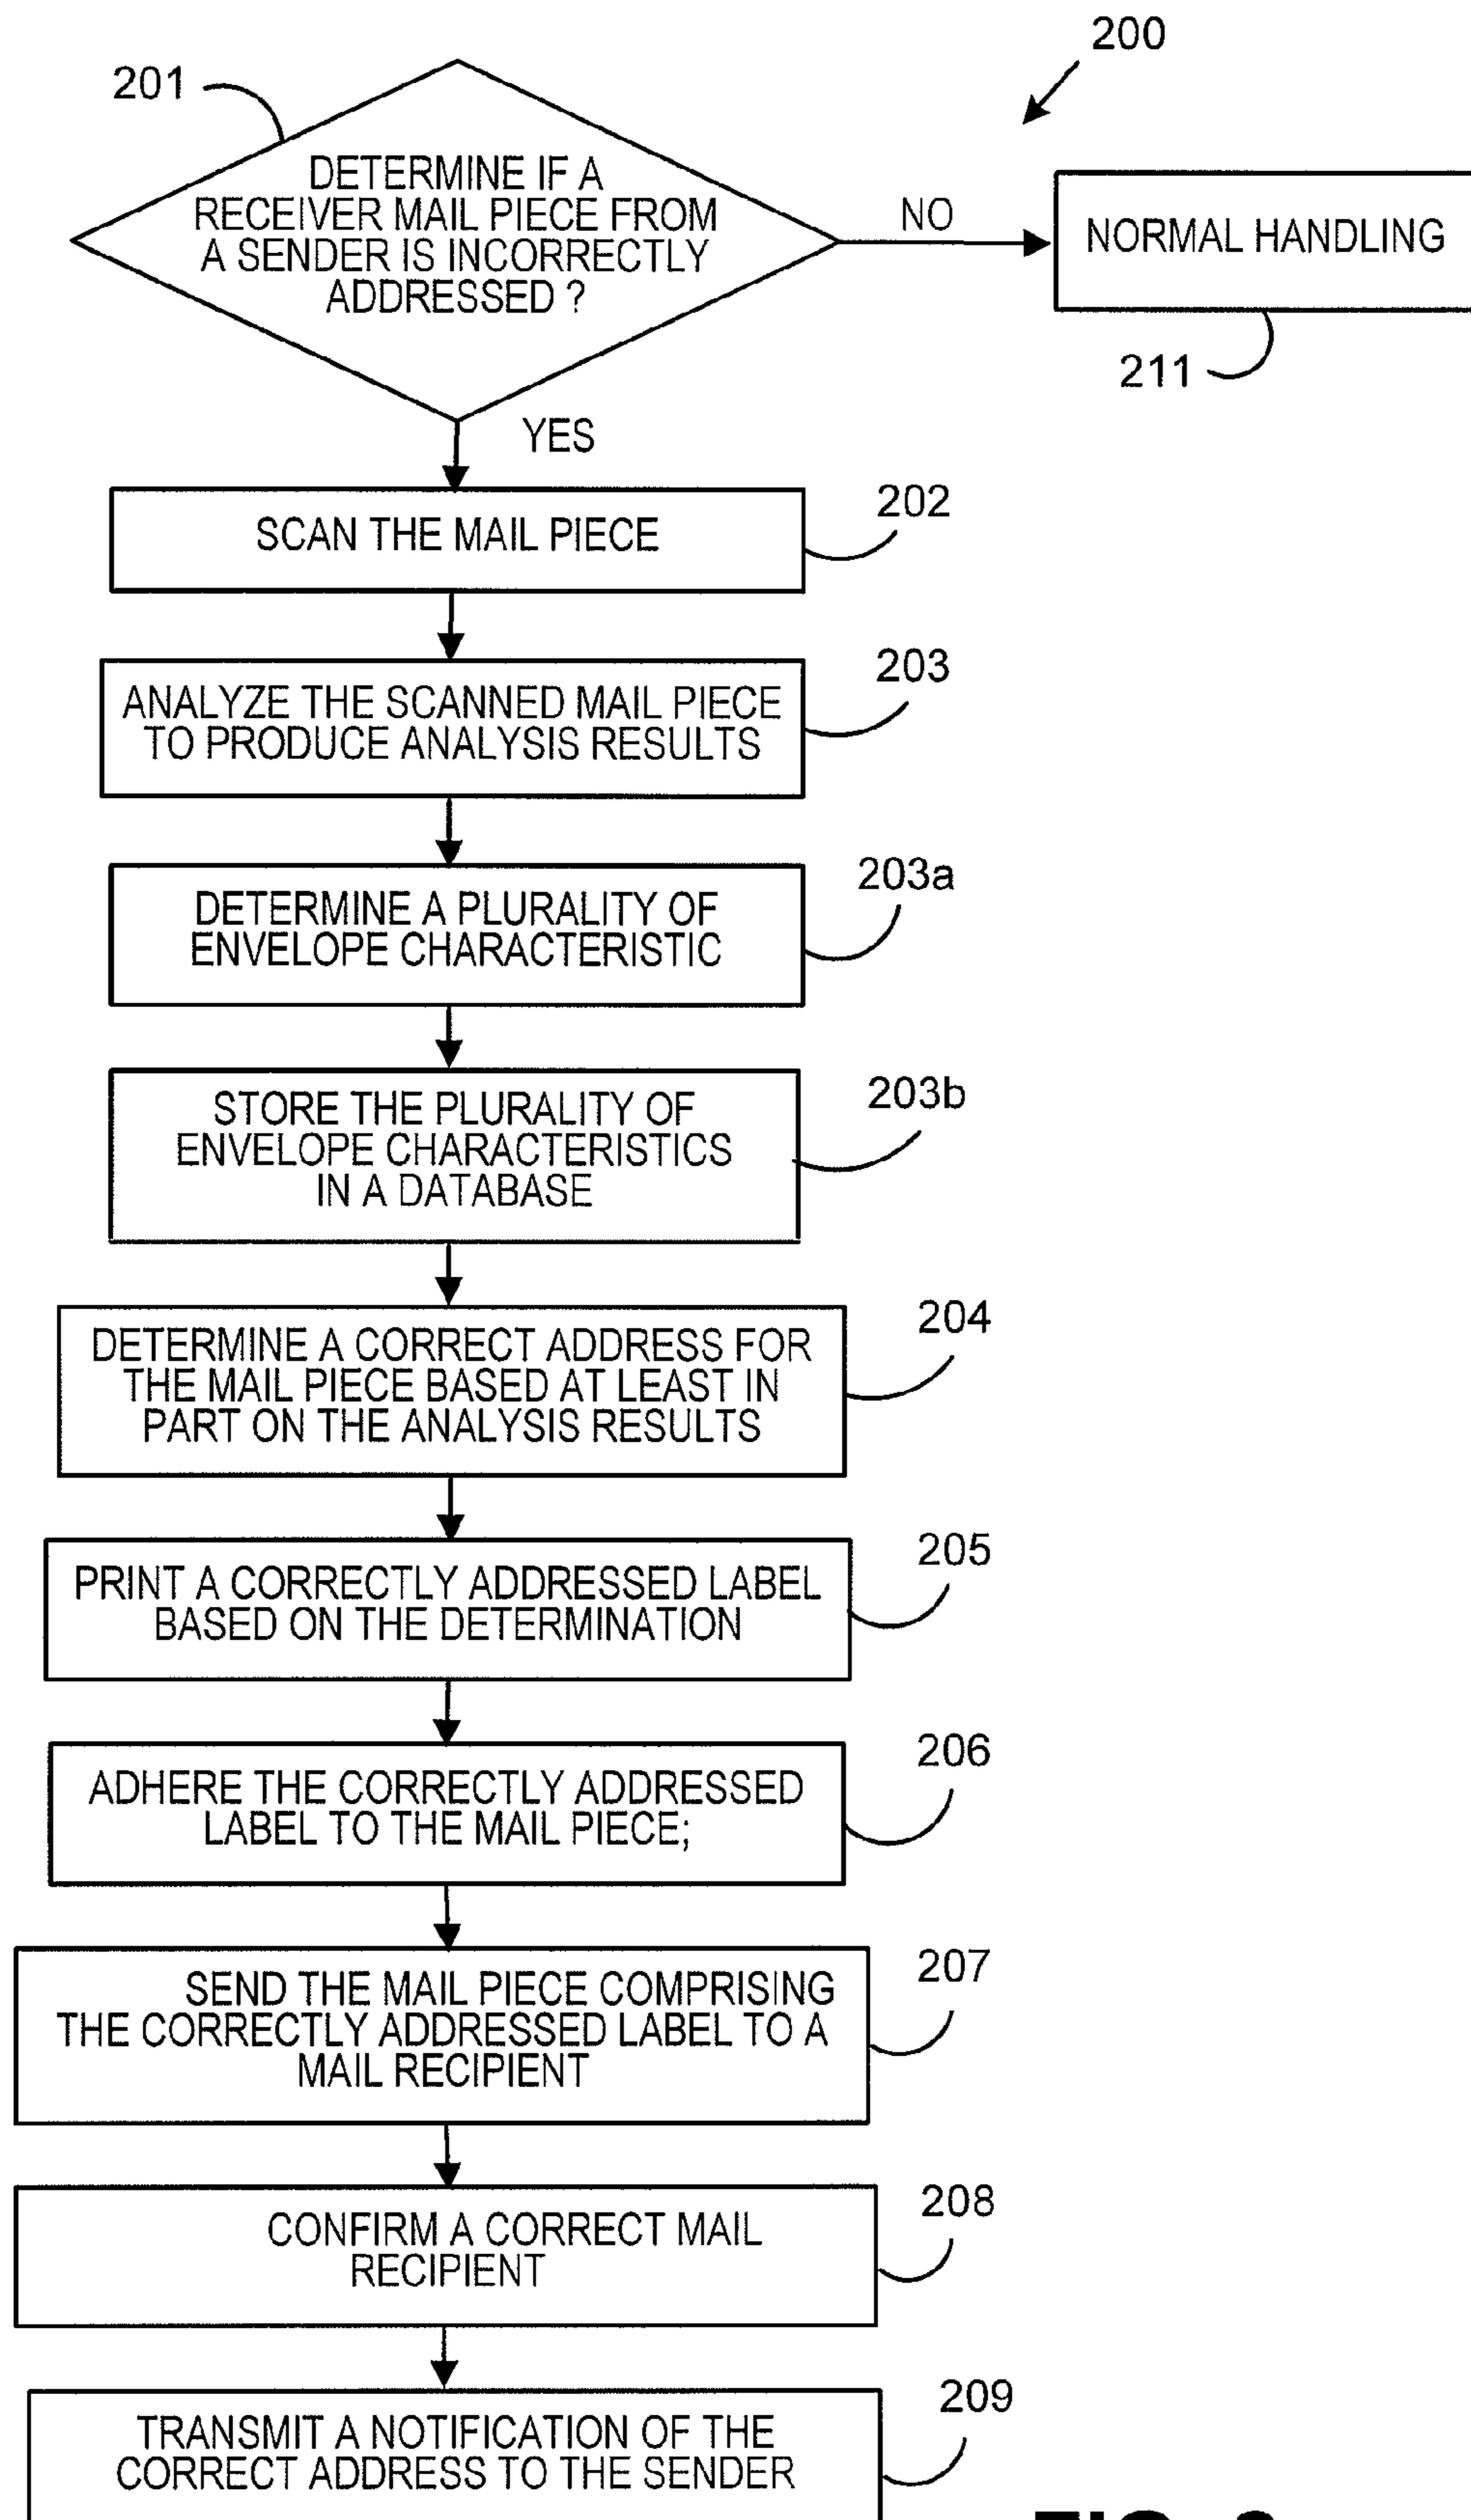 200
201
DETERMINE IF A
RECEIVER MAIL PIECE FROM
A SENDER IS INCORRECTLY
ADDRESSED ?
NO
NORMAL HANDLING
211
YES
SCAN THE MAIL PIECE
202
ANALYZE THE SCANNED MAIL PIECE
TO PRODUCE ANALYSIS RESULTS
203
DETERMINE A PLURALITY OF
ENVELOPE CHARACTERISTIC
203a
STORE THE PLURALITY OF
ENVELOPE CHARACTERISTICS
IN A DATABASE
203b
DETERMINE A CORRECT ADDRESS FOR
THE MAIL PIECE BASED AT LEAST IN
PART ON THE ANALYSIS RESULTS
204
PRINT A CORRECTLY ADDRESSED LABEL
BASED ON THE DETERMINATION
205
ADHERE THE CORRECTLY ADDRESSED
LABEL TO THE MAIL PIECE;
206
SEND THE MAIL PIECE COMPRISING
THE CORRECTLY ADDRESSED LABEL TO A
MAIL RECIPIENT
207
CONFIRM A CORRECT MAIL
RECIPIENT
208
TRANSMIT A NOTIFICATION OF THE
CORRECT ADDRESS TO THE SENDER
209